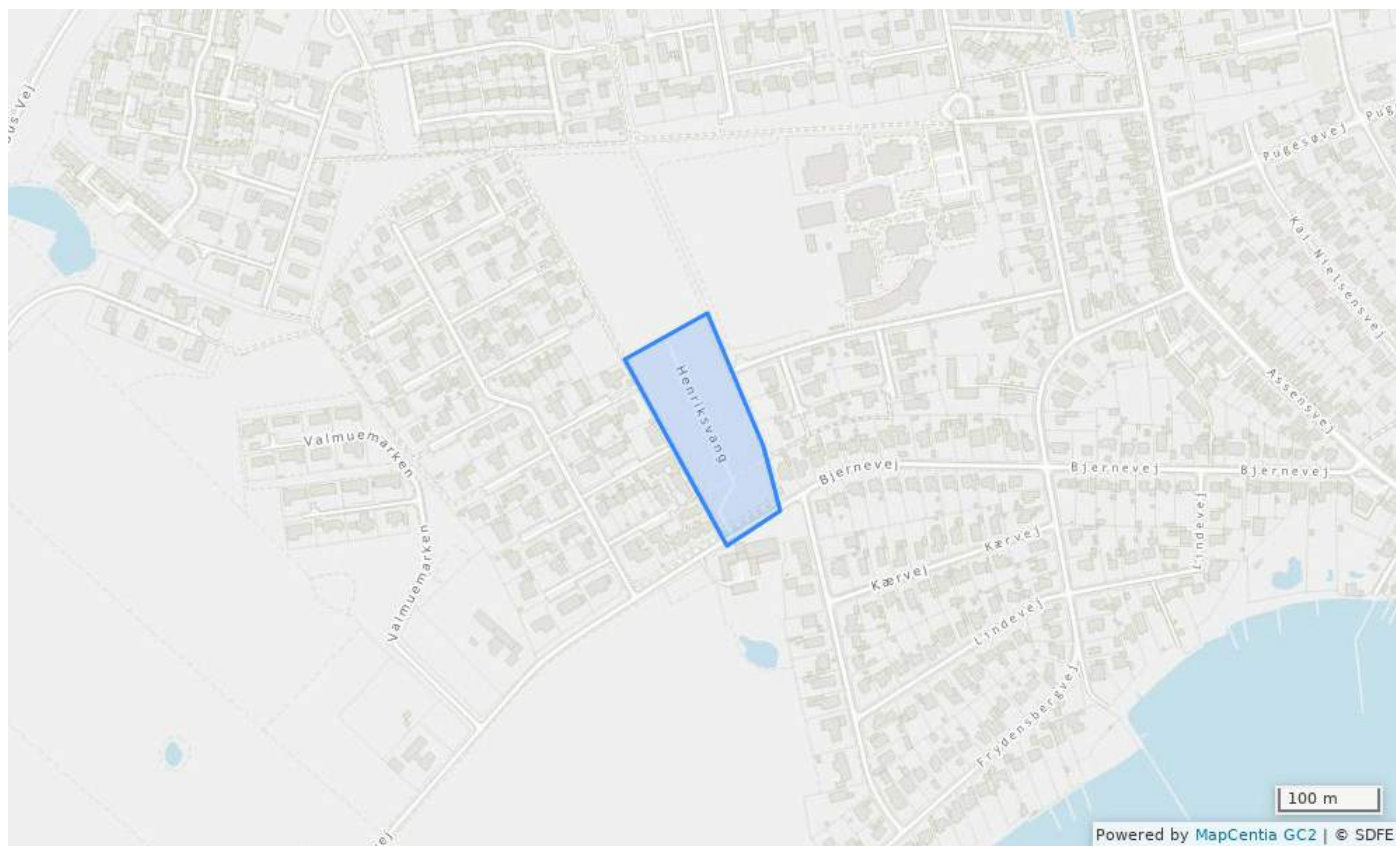 Pugesøvej
Kai Nielsensvej
Henriksvang
Assensvej
Valmuemarken
Bjernevej
Bjernevej
Bjernevej
Lindevej
Kærvej
Kærvej
Valmuemarken
Lindevej
Frydensbergvej
100 m
Powered by MapCentia GC2 | © SDFE